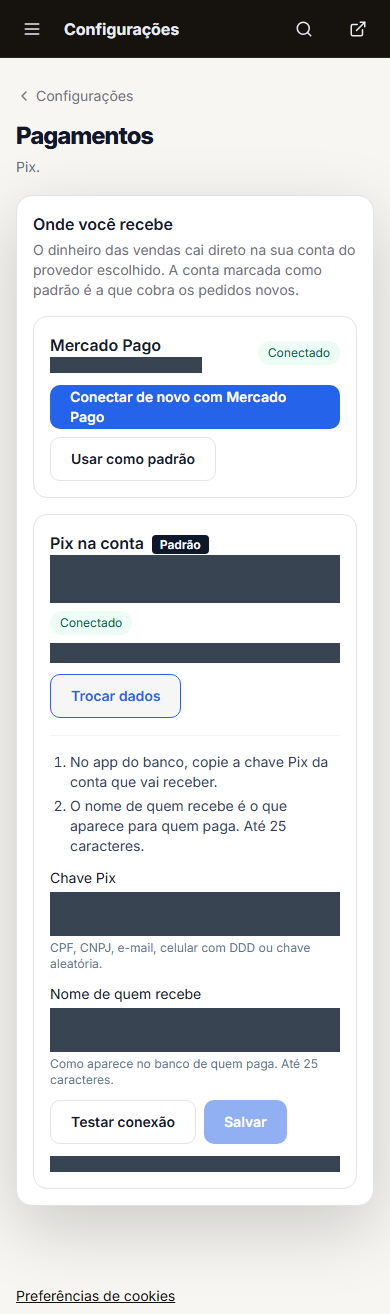 Configurações
Configurações
Pagamentos
Pix.
Onde você recebe
O dinheiro das vendas cai direto na sua conta do
provedor escolhido. A conta marcada como
padrão é a que cobra os pedidos novos.
Mercado Pago
Conectado
Conectar de novo com Mercado
Pago
Usar como padrão
Pix na conta Padrão
Conectado
Trocar dados
1. No app do banco, copie a chave Pix da
conta que vai receber.
2. O nome de quem recebe é o que
aparece para quem paga. Até 25
caracteres.
Chave Pix
CPF, CNPJ, e-mail, celular com DDD ou chave
aleatória.
Nome de quem recebe
Como aparece no banco de quem paga. Até 25
caracteres.
Testar conexão
Salvar
Preferências de cookies